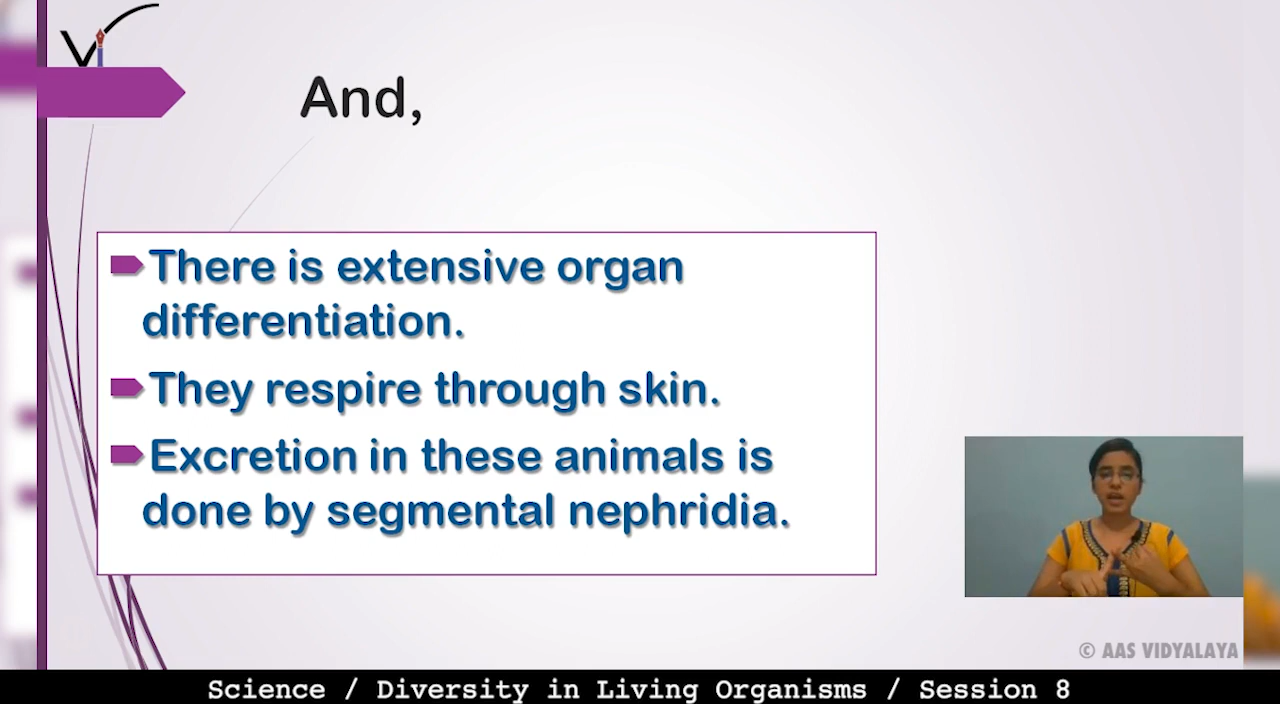 Vi
And,
There is extensive organ
differentiation.
They respire through skin.
Excretion in these animals is
done by segmental nephridia.
© AAS VIDYALAYA
Science / Diversity in Living Organisms / Session 8